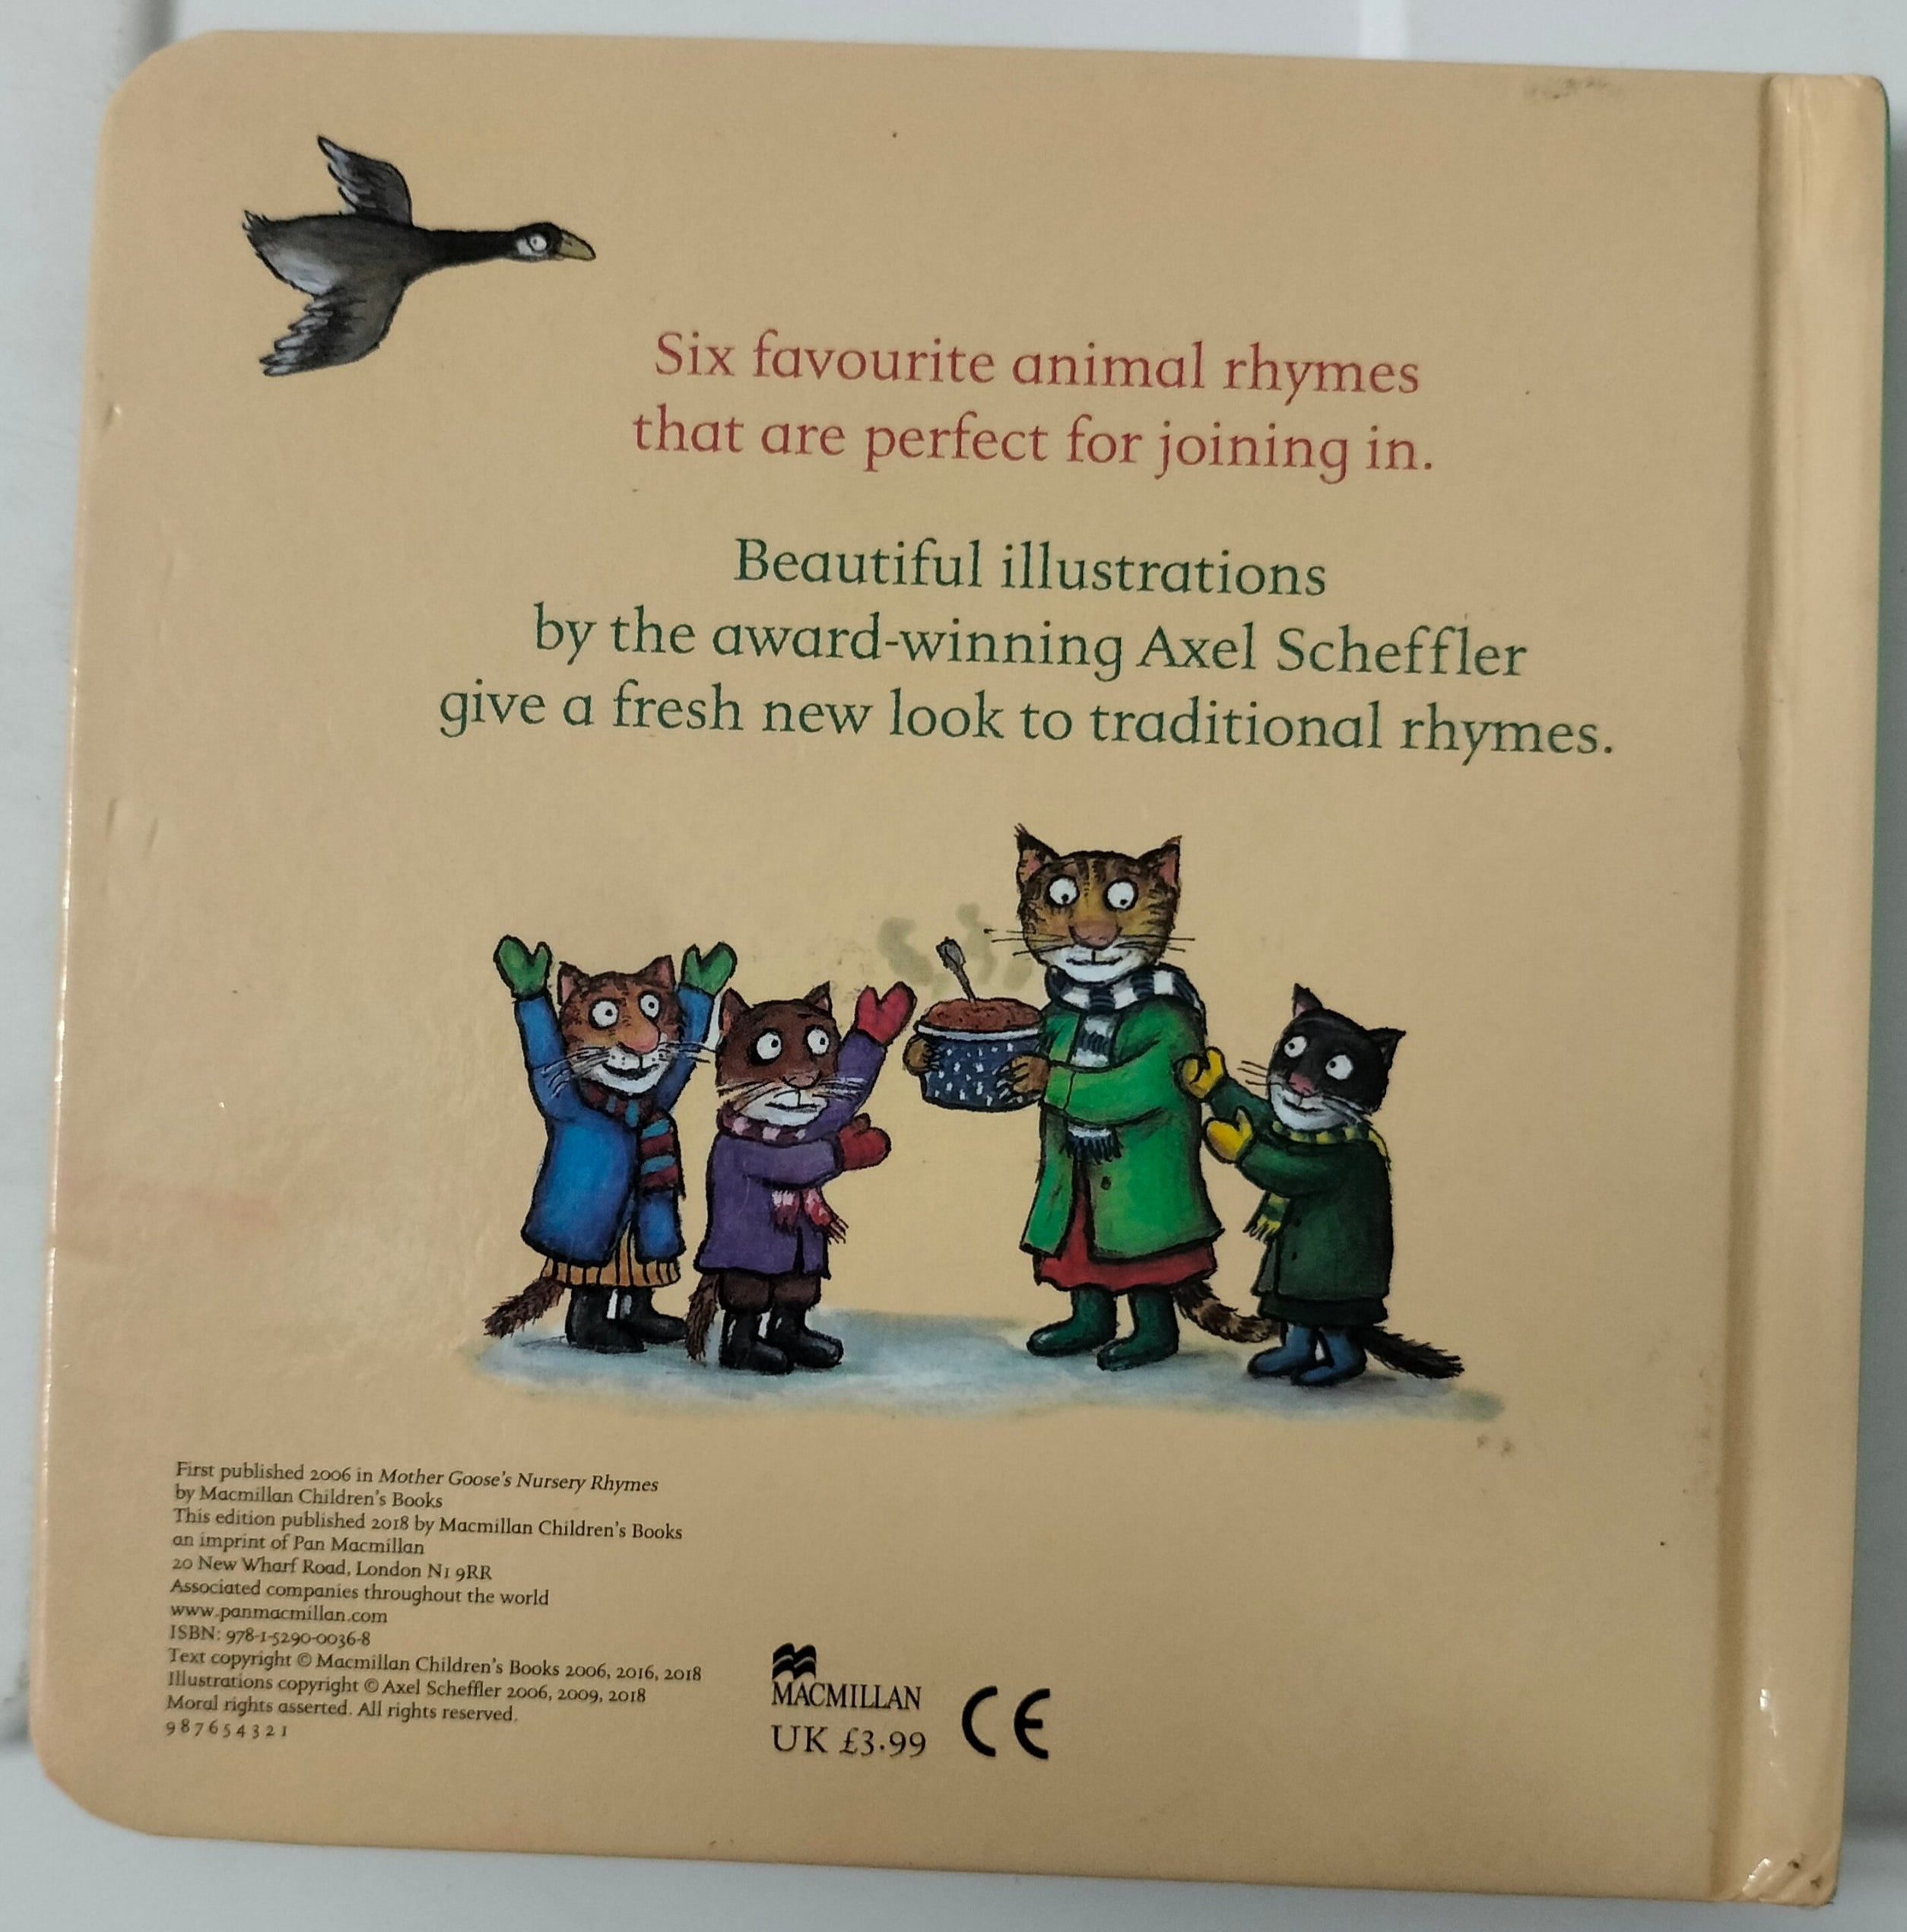 Six favourite animal rhymes
that are perfect for joining in.
Beautiful illustrations
by the award-winning Axel Scheffler
give a fresh new look to traditional rhymes.
First published 2006 in Mother Goose's Nursery Rhymes
by Macmillan Children's Books
This edition published 2018 by Macmillan Children's Books
an imprint of Pan Macmillan
20 New Wharf Road, London N1 9RR
Associated companies throughout the world
www.panmacmillan.com
ISBN: 978-1-5290-0036-8
Text copyright © Macmillan Children's Books 2006, 2016, 2018
Illustrations copyright © Axel Scheffler 2006, 2009, 2018
Moral rights asserted. All rights reserved.
9 8 7 6 5 4 3 2 1
MACMILLAN
UK £3.99
CE